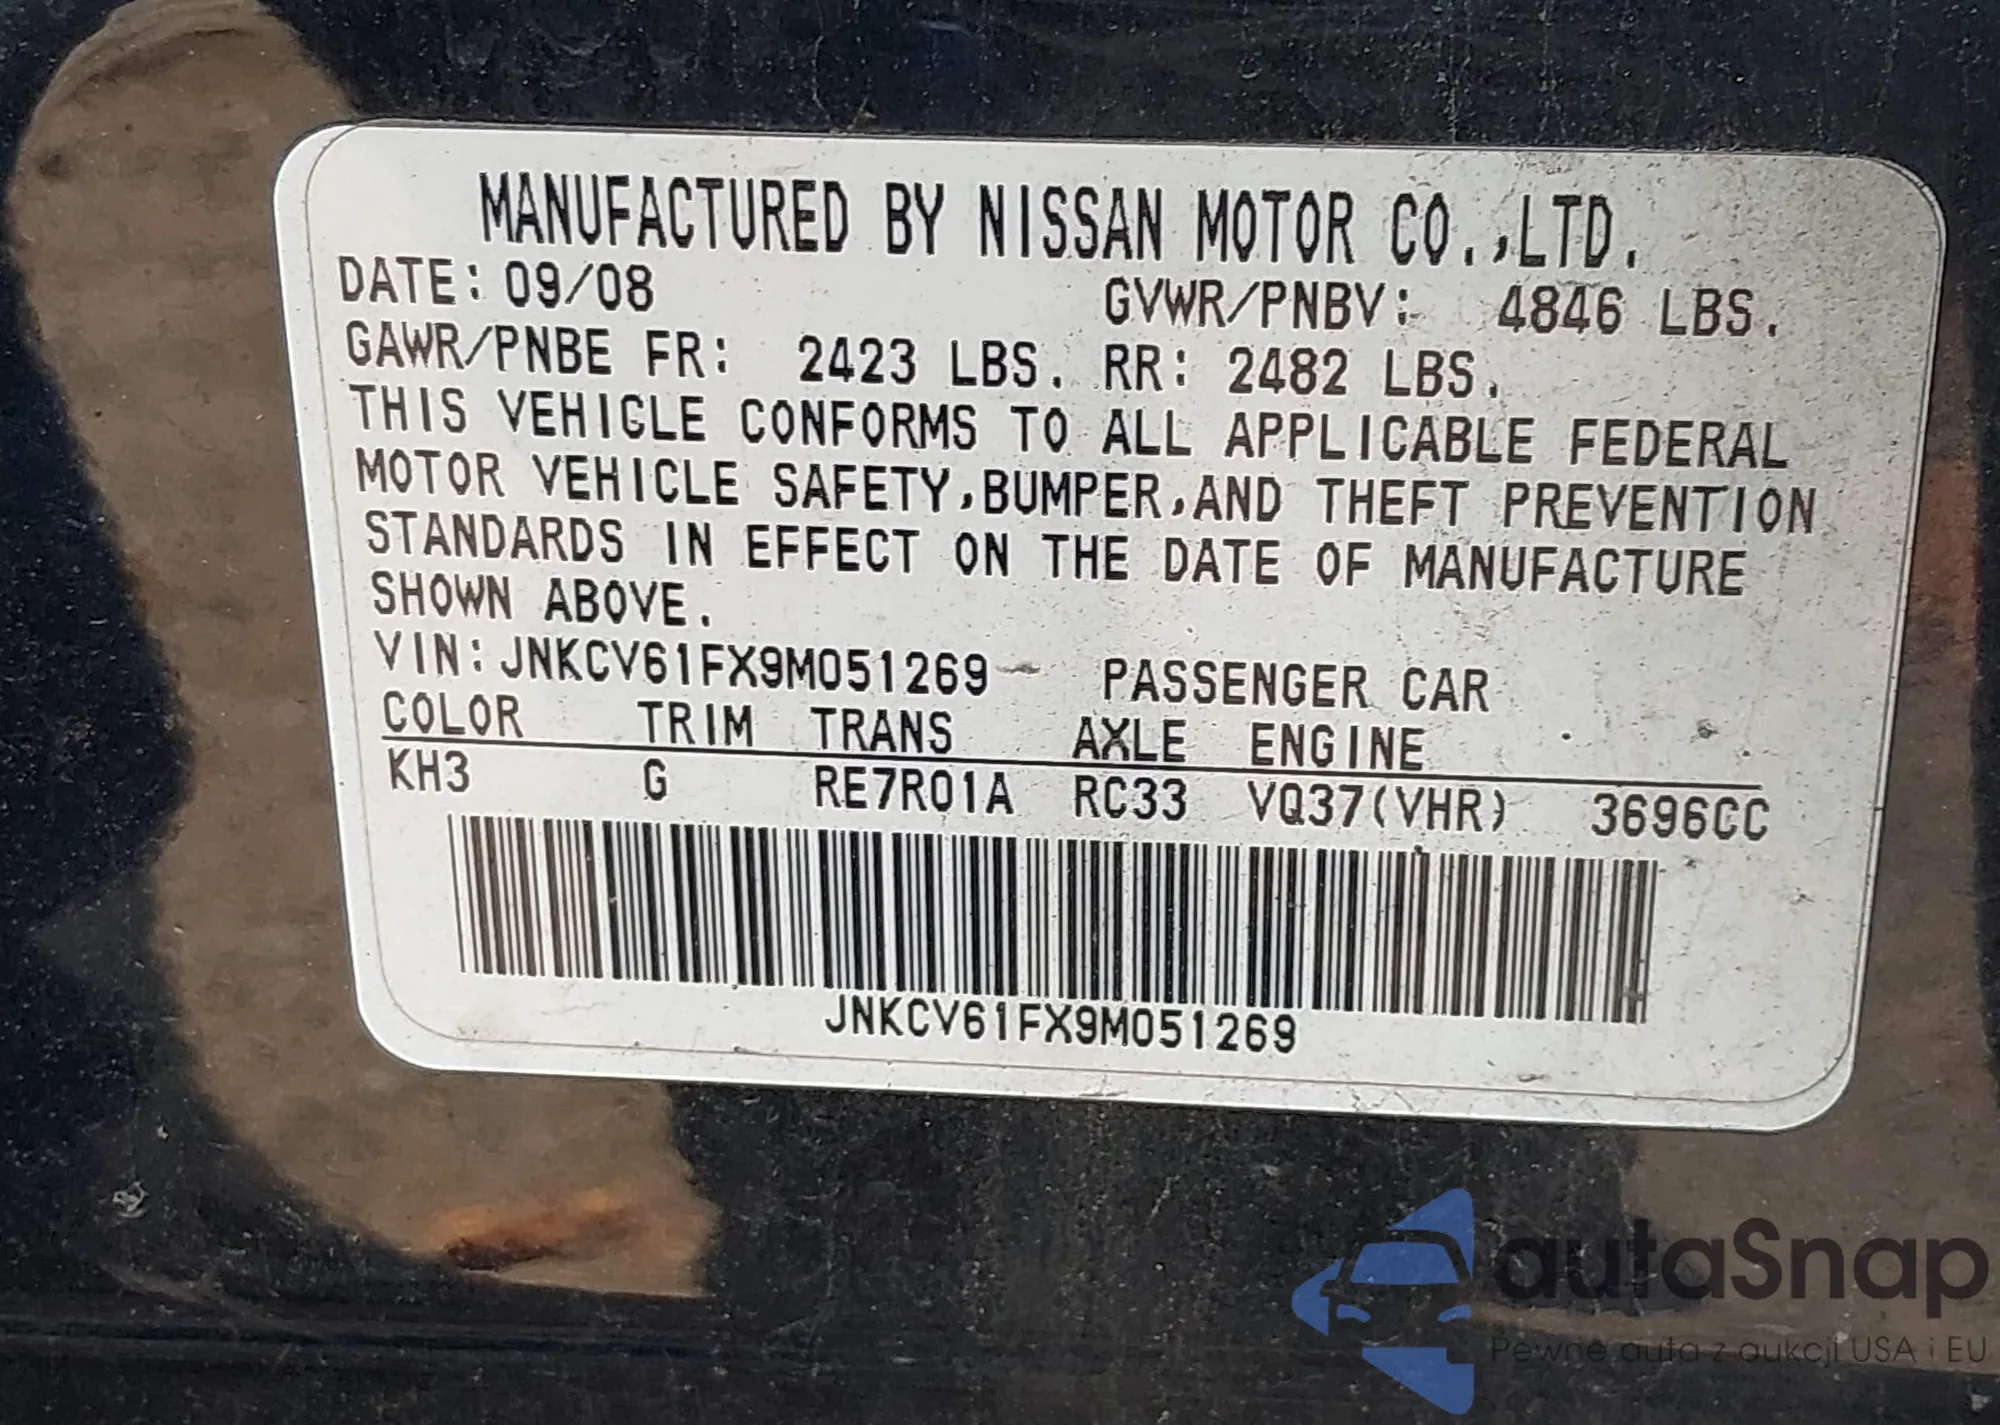 MANUFACTURED BY NISSAN MOTOR CO.,LTD.
DATE: 09/08 GVWR/PNBV: 4846 LBS.
GAWR/PNBE FR: 2423 LBS. RR: 2482 LBS.
THIS VEHICLE CONFORMS TO ALL APPLICABLE FEDERAL
MOTOR VEHICLE SAFETY,BUMPER,AND THEFT PREVENTION
STANDARDS IN EFFECT ON THE DATE OF MANUFACTURE
SHOWN ABOVE.
VIN: JNKCV61FX9M051269 PASSENGER CAR
COLOR TRIM TRANS AXLE ENGINE
KH3 G RE7R01A RC33 VQ37(VHR) 3696CC
JNKCV61FX9M051269
autaSnap
Pewne auta z aukcji USA i EU